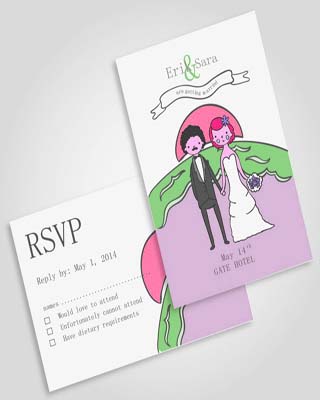 Eri & Sara
are getting married
May 14th
GATE HOTEL
RSVP
Reply by: May 1, 2014
names
Would love to attend
Unfortunately cannot attend
Have dietary requirements